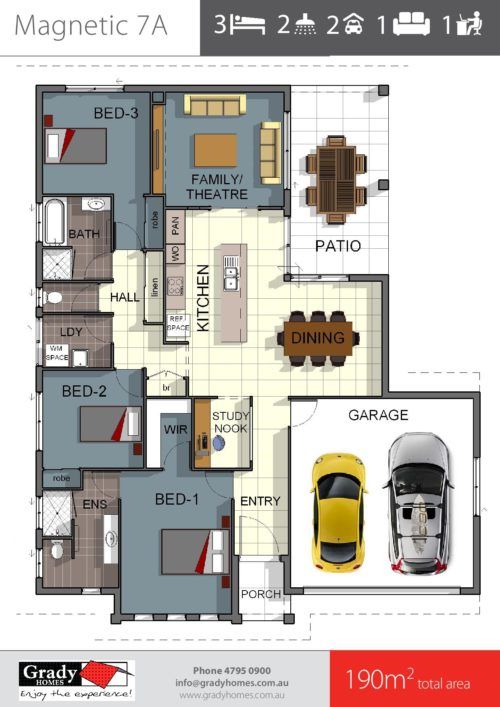 Magnetic 7A
3 2 2 1 1
BED-3
FAMILY/
THEATRE
BATH
robe
PAN
WO
PATIO
HALL
linen
KITCHEN
REF/
SPACE
LDY
WM
SPACE
DINING
br
BED-2
WIR
STUDY
NOOK
GARAGE
robe
ENS
BED-1
ENTRY
PORCH
Grady
HOMES
Enjoy the experience!
Phone 4795 0900
info@gradyhomes.com.au
www.gradyhomes.com.au
190m² total area